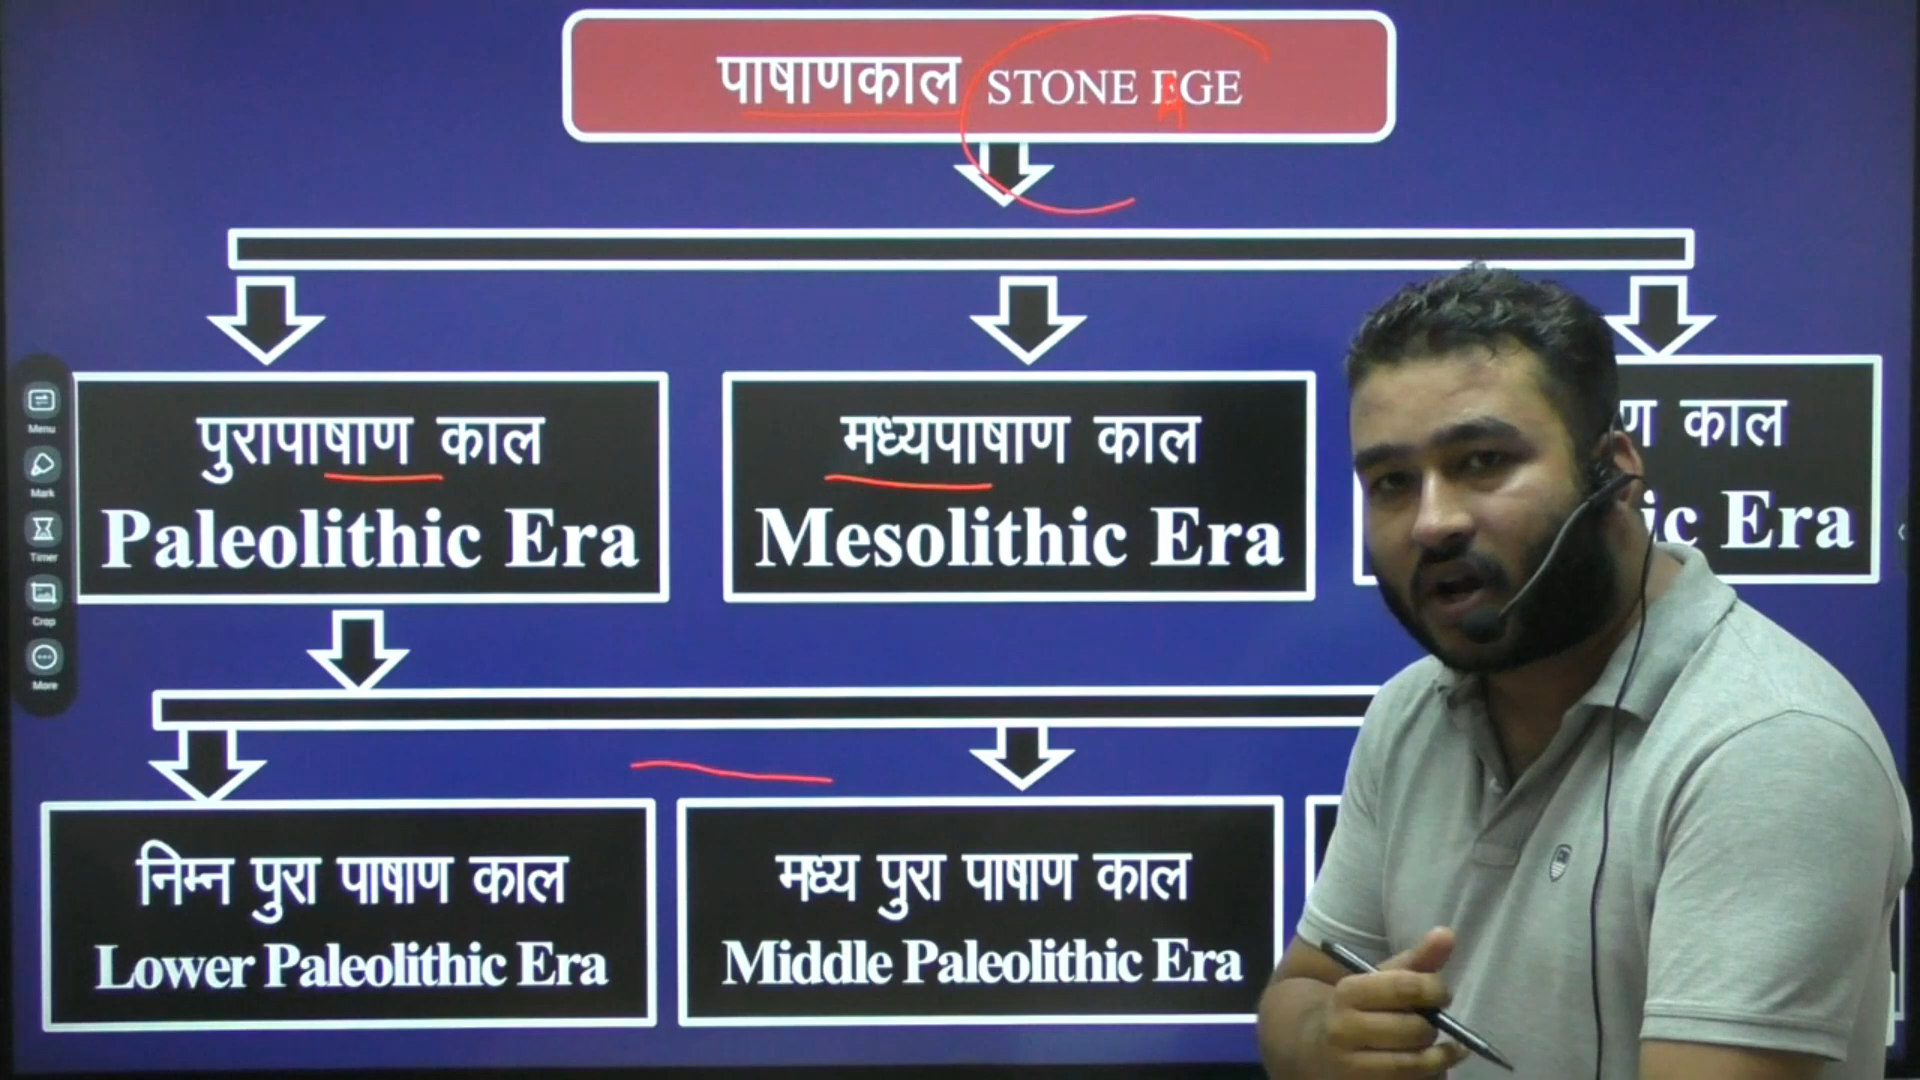 पाषाणकाल STONE EGE
A
पुरापाषाण काल
Paleolithic Era
मध्यपाषाण काल
Mesolithic Era
काल
Era
निम्न पुरा पाषाण काल
Lower Paleolithic Era
मध्य पुरा पाषाण काल
Middle Paleolithic Era
Menu
Mark
Timer
Crop
More